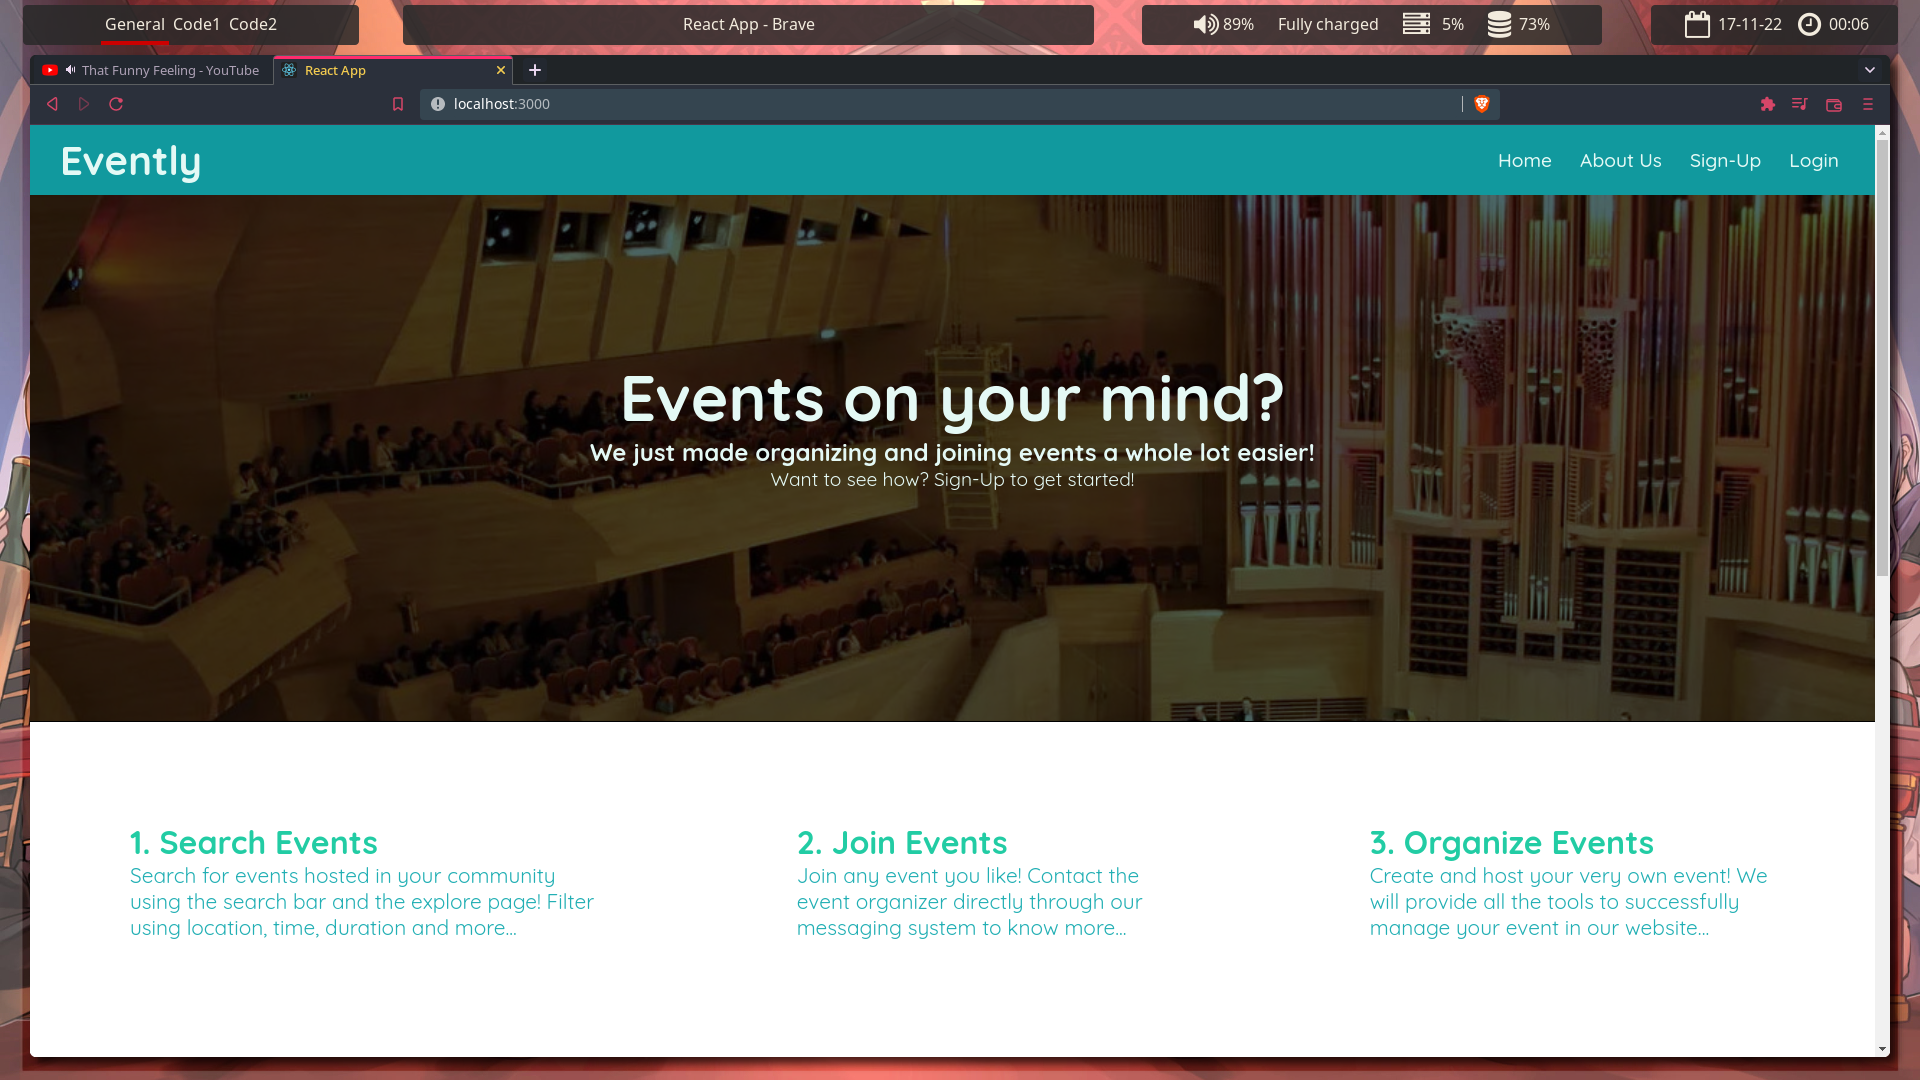 General Code1 Code2
React App - Brave
89% Fully charged 5% 73%
17-11-22 00:06
That Funny Feeling - YouTube
React App
localhost:3000
Evently
Home About Us Sign-Up Login
Events on your mind?
We just made organizing and joining events a whole lot easier!
Want to see how? Sign-Up to get started!
1. Search Events
Search for events hosted in your community
using the search bar and the explore page! Filter
using location, time, duration and more...
2. Join Events
Join any event you like! Contact the
event organizer directly through our
messaging system to know more...
3. Organize Events
Create and host your very own event! We
will provide all the tools to successfully
manage your event in our website...